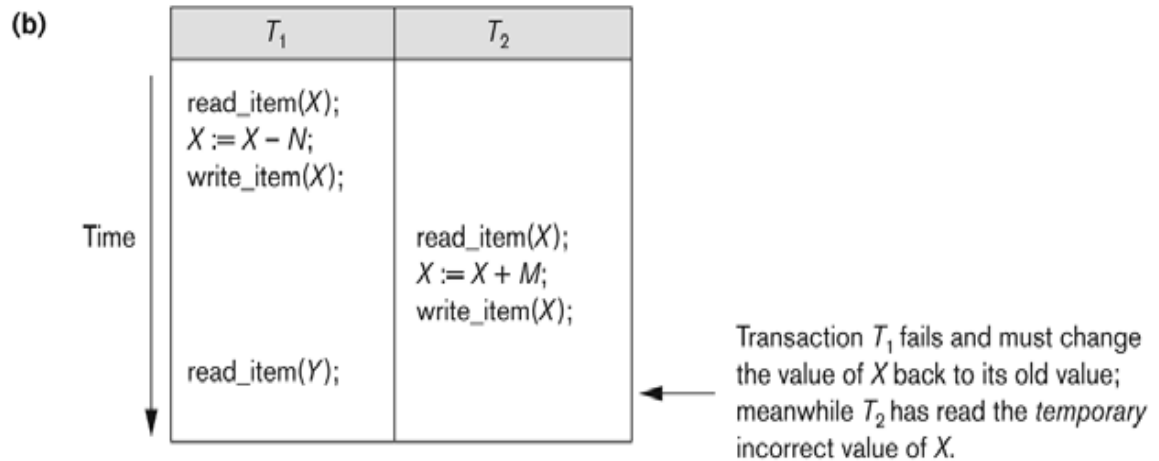 (b)
T₁ T₂
read_item(X);
X := X – N;
write_item(X);
Time
read_item(X);
X := X + M;
write_item(X);
read_item(Y);
Transaction T₁ fails and must change
the value of X back to its old value;
meanwhile T₂ has read the temporary
incorrect value of X.